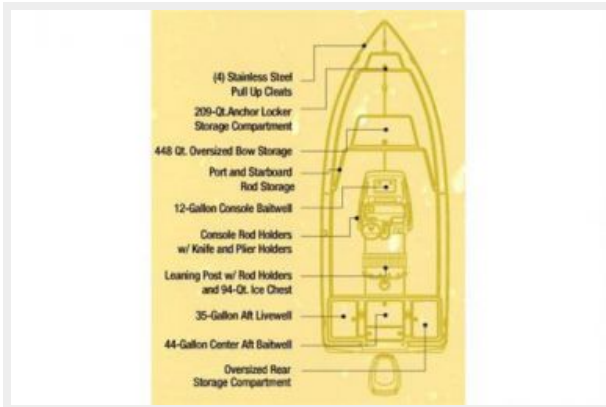 (4) Stainless Steel
Pull Up Cleats
209-Qt.Anchor Locker
Storage Compartment
448 Qt. Oversized Bow Storage
Port and Starboard
Rod Storage
12-Gallon Console Baitwell
Console Rod Holders
w/ Knife and Plier Holders
Leaning Post w/ Rod Holders
and 94-Qt. Ice Chest
35-Gallon Aft Livewell
44-Gallon Center Aft Baitwell
Oversized Rear
Storage Compartment